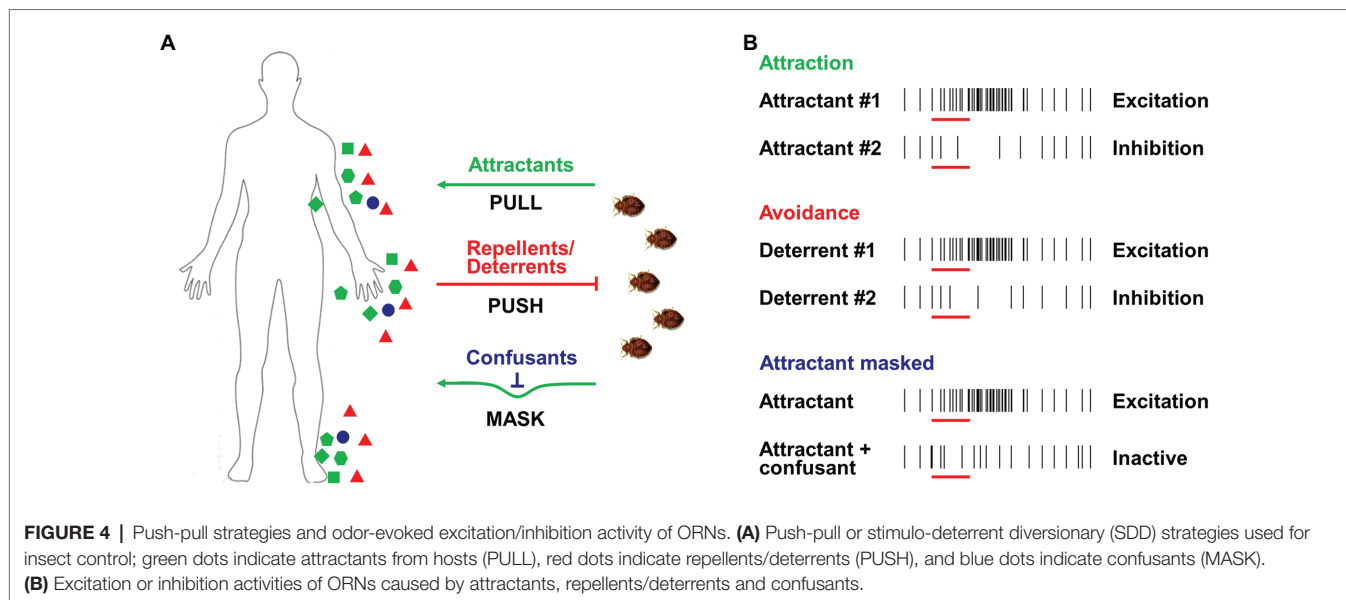 A
Attractants
PULL
Repellents/
Deterrents
PUSH
Confusants
MASK
B
Attraction
Attractant #1 Excitation
Attractant #2 Inhibition
Avoidance
Deterrent #1 Excitation
Deterrent #2 Inhibition
Attractant masked
Attractant Excitation
Attractant +
confusant Inactive
FIGURE 4 | Push-pull strategies and odor-evoked excitation/inhibition activity of ORNs. (A) Push-pull or stimulo-deterrent diversionary (SDD) strategies used for
insect control; green dots indicate attractants from hosts (PULL), red dots indicate repellents/deterrents (PUSH), and blue dots indicate confusants (MASK).
(B) Excitation or inhibition activities of ORNs caused by attractants, repellents/deterrents and confusants.